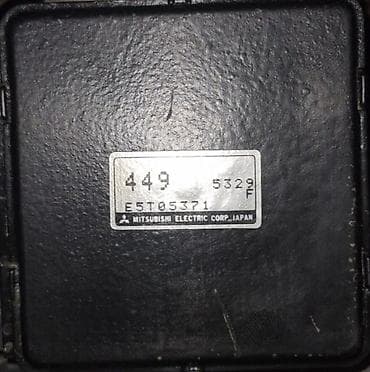 449 5329
F
E5T05371
MITSUBISHI ELECTRIC CORP., JAPAN